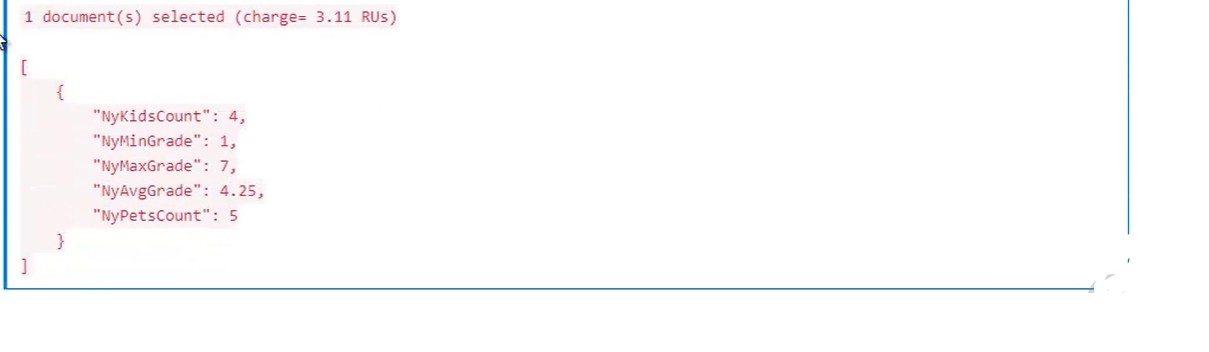 1 document(s) selected (charge= 3.11 RUs)
[
{
"NyKidsCount": 4,
"NyMinGrade": 1,
"NyMaxGrade": 7,
"NyAvgGrade": 4.25,
"NyPetsCount": 5
}
]